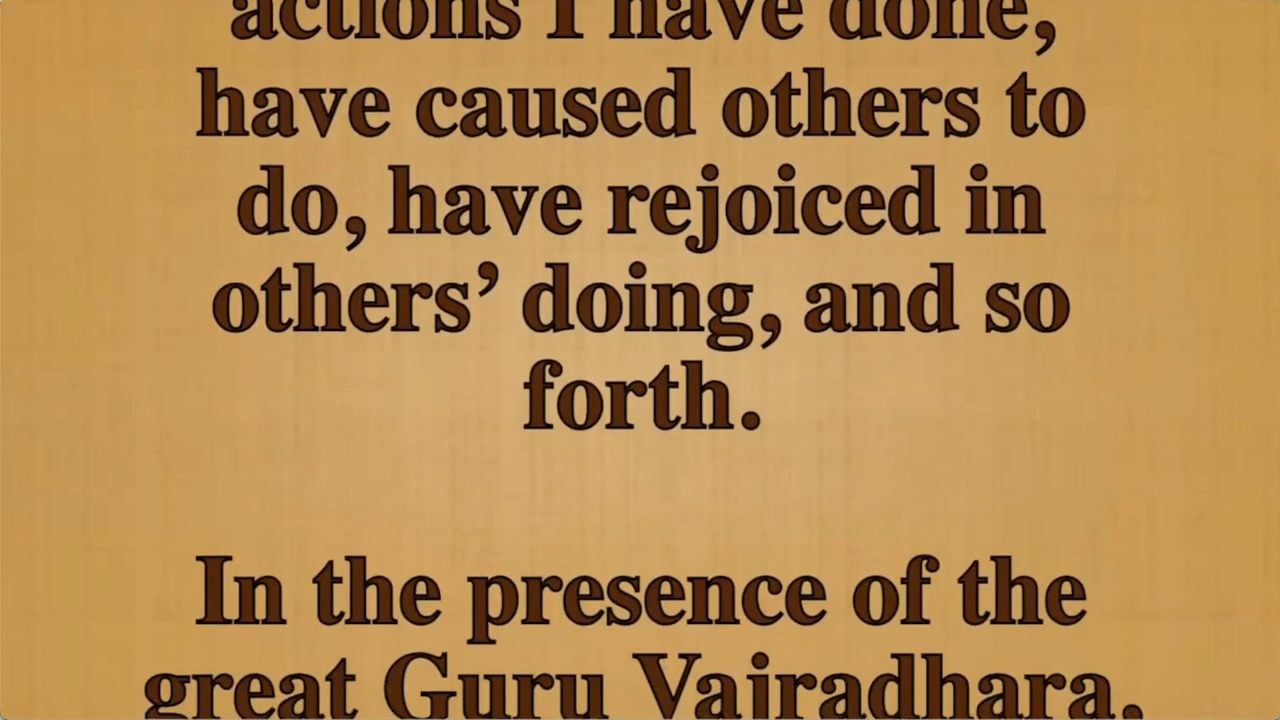 actions I have done,
have caused others to
do, have rejoiced in
others’ doing, and so
forth.
In the presence of the
great Guru Vajradhara,